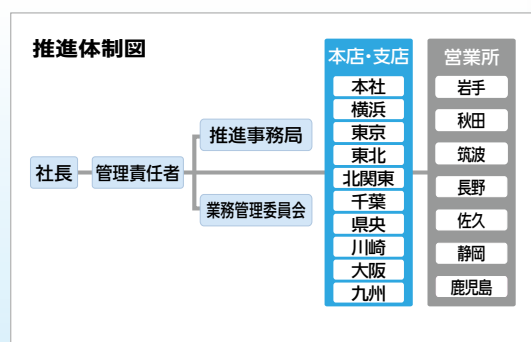 推進体制図
社長
管理責任者
推進事務局
業務管理委員会
本店・支店
本社
横浜
東京
東北
北関東
千葉
県央
川崎
大阪
九州
営業所
岩手
秋田
筑波
長野
佐久
静岡
鹿児島